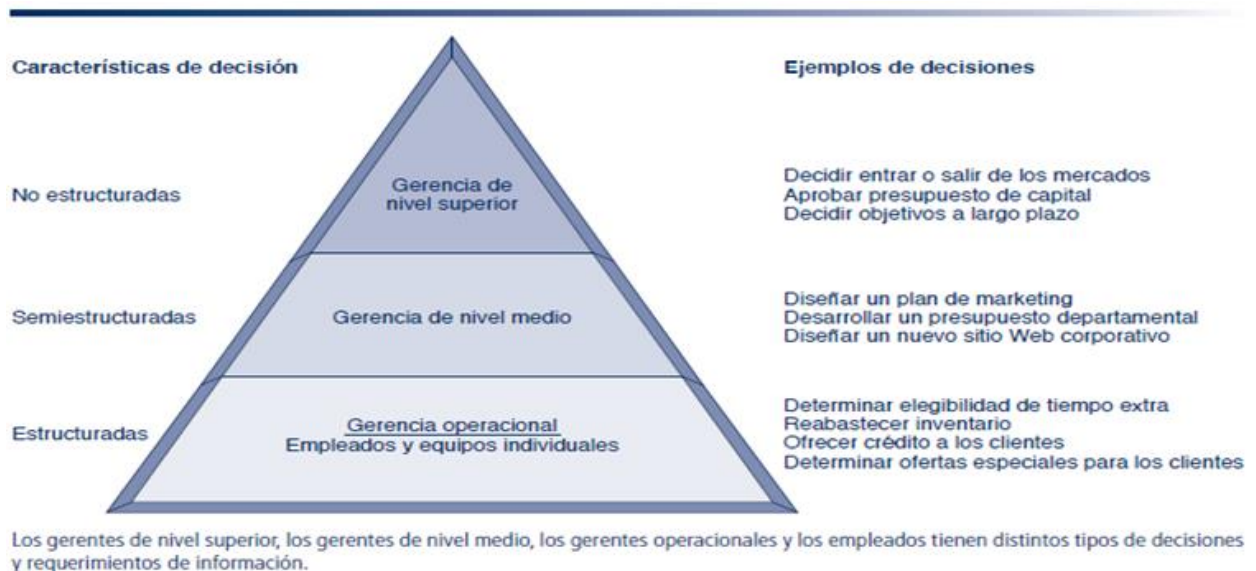 Características de decisión
Ejemplos de decisiones
No estructuradas
Gerencia de
nivel superior
Decidir entrar o salir de los mercados
Aprobar presupuesto de capital
Decidir objetivos a largo plazo
Semiestructuradas
Gerencia de nivel medio
Diseñar un plan de marketing
Desarrollar un presupuesto departamental
Diseñar un nuevo sitio Web corporativo
Estructuradas
Gerencia operacional
Empleados y equipos individuales
Determinar elegibilidad de tiempo extra
Reabastecer inventario
Ofrecer crédito a los clientes
Determinar ofertas especiales para los clientes
Los gerentes de nivel superior, los gerentes de nivel medio, los gerentes operacionales y los empleados tienen distintos tipos de decisiones
y requerimientos de información.